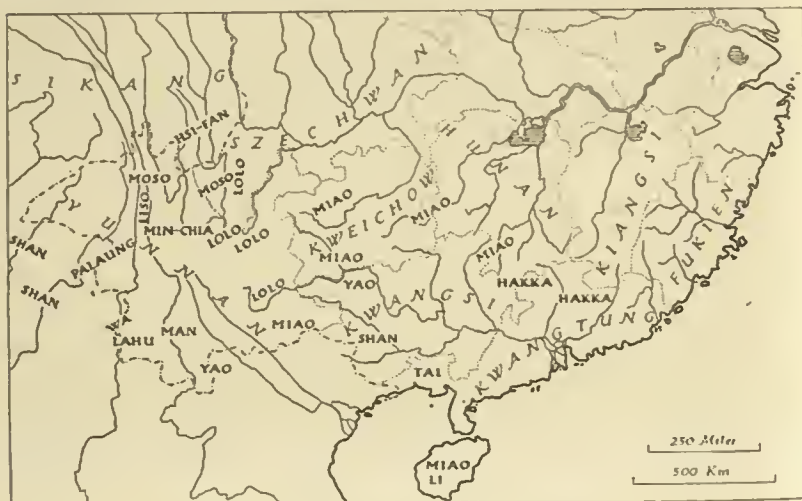 SIKANG
SZECHWAN
HSI-FAN
MOSO
MOSO
LOLO
LISO
HUNAN
KIANGSI
FUKIEN
MIAO
KWEICHOW
MIAO
YUNNAN
MIN-CHIA
LOLO
LOLO
SHAN
PALAUNG
MIAO
MIAO
SHAN
LOLO
YAO
HAKKA
HAKKA
KWANGSI
KWANGTUNG
WA
LAHU
MAN
MIAO
SHAN
YAO
TAI
MIAO
LI
250 Miles
500 Km